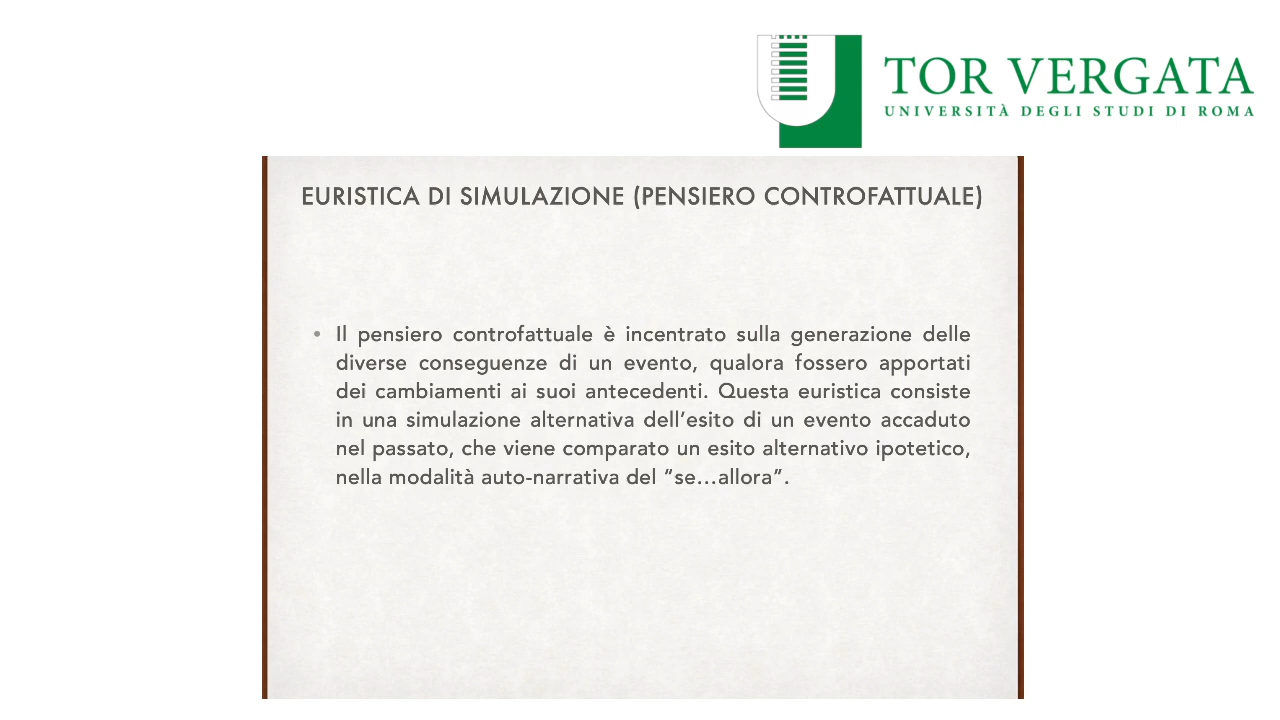 TOR VERGATA
UNIVERSITÀ DEGLI STUDI DI ROMA
EURISTICA DI SIMULAZIONE (PENSIERO CONTROFATTUALE)
• Il pensiero controfattuale è incentrato sulla generazione delle
diverse conseguenze di un evento, qualora fossero apportati
dei cambiamenti ai suoi antecedenti. Questa euristica consiste
in una simulazione alternativa dell’esito di un evento accaduto
nel passato, che viene comparato un esito alternativo ipotetico,
nella modalità auto-narrativa del “se…allora”.